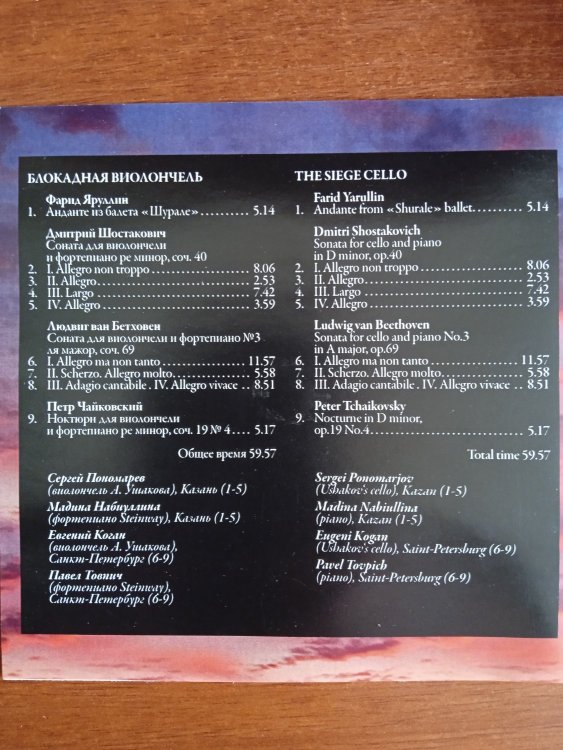 БЛОКАДНАЯ ВИОЛОНЧЕЛЬ
Фарид Яруллин
1. Анданте из балета «Шурале».......... 5.14
Дмитрий Шостакович
Соната для виолончели
и фортепиано ре минор, соч. 40
2. I. Allegro non troppo ........................ 8.06
3. II. Allegro .................................... 2.53
4. III. Largo .................................... 7.42
5. IV. Allegro ................................... 3.59
Людвиг ван Бетховен
Соната для виолончели и фортепиано №3
ля мажор, соч. 69
6. I. Allegro ma non tanto ................... 11.57
7. II. Scherzo. Allegro molto.................. 5.58
8. III. Adagio cantabile . IV. Allegro vivace .. 8.51
Петр Чайковский
9. Ноктюрн для виолончели
и фортепиано ре минор, соч. 19 № 4.... 5.17
Общее время 59.57
Сергей Пономарев
(виолончель А. Ушакова), Казань (1-5)
Мадина Набиуллина
(фортепиано Steinway), Казань (1-5)
Евгений Коган
(виолончель А. Ушакова),
Санкт-Петербург (6-9)
Павел Товпич
(фортепиано Steinway),
Санкт-Петербург (6-9)
THE SIEGE CELLO
Farid Yarullin
1. Andante from «Shurale» ballet.......... 5.14
Dmitri Shostakovich
Sonata for cello and piano
in D minor, op.40
2. I. Allegro non troppo ........................ 8.06
3. II. Allegro .................................... 2.53
4. III. Largo .................................... 7.42
5. IV. Allegro ................................... 3.59
Ludwig van Beethoven
Sonata for cello and piano No.3
in A major, op.69
6. I. Allegro ma non tanto ................... 11.57
7. II. Scherzo. Allegro molto.................. 5.58
8. III. Adagio cantabile . IV. Allegro vivace .. 8.51
Peter Tchaikovsky
9. Nocturne in D minor,
op.19 No.4................................... 5.17
Total time 59.57
Sergei Ponomarjov
(Ushakov's cello), Kazan (1-5)
Madina Nabiullina
(piano), Kazan (1-5)
Eugeni Kogan
(Ushakov's cello), Saint-Petersburg (6-9)
Pavel Tovpich
(piano), Saint-Petersburg (6-9)